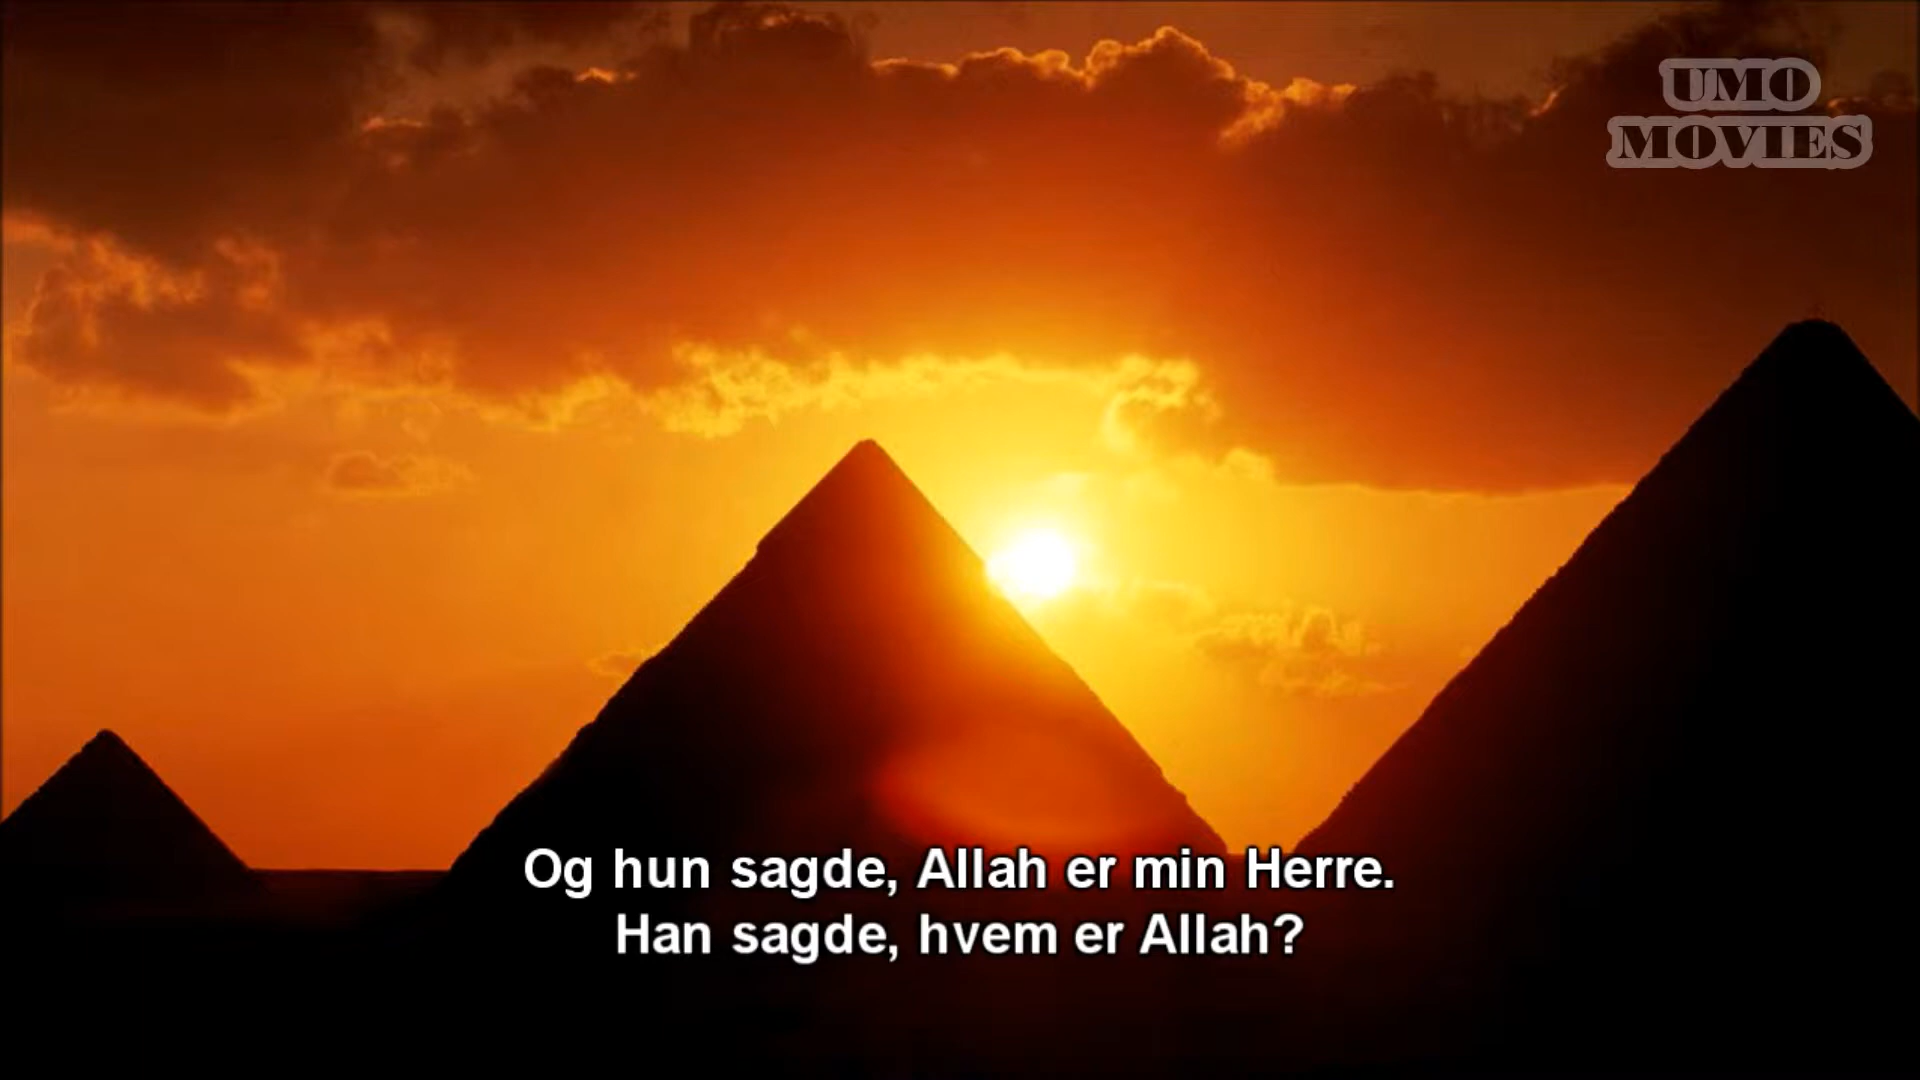 UMO
MOVIES
Og hun sagde, Allah er min Herre.
Han sagde, hvem er Allah?